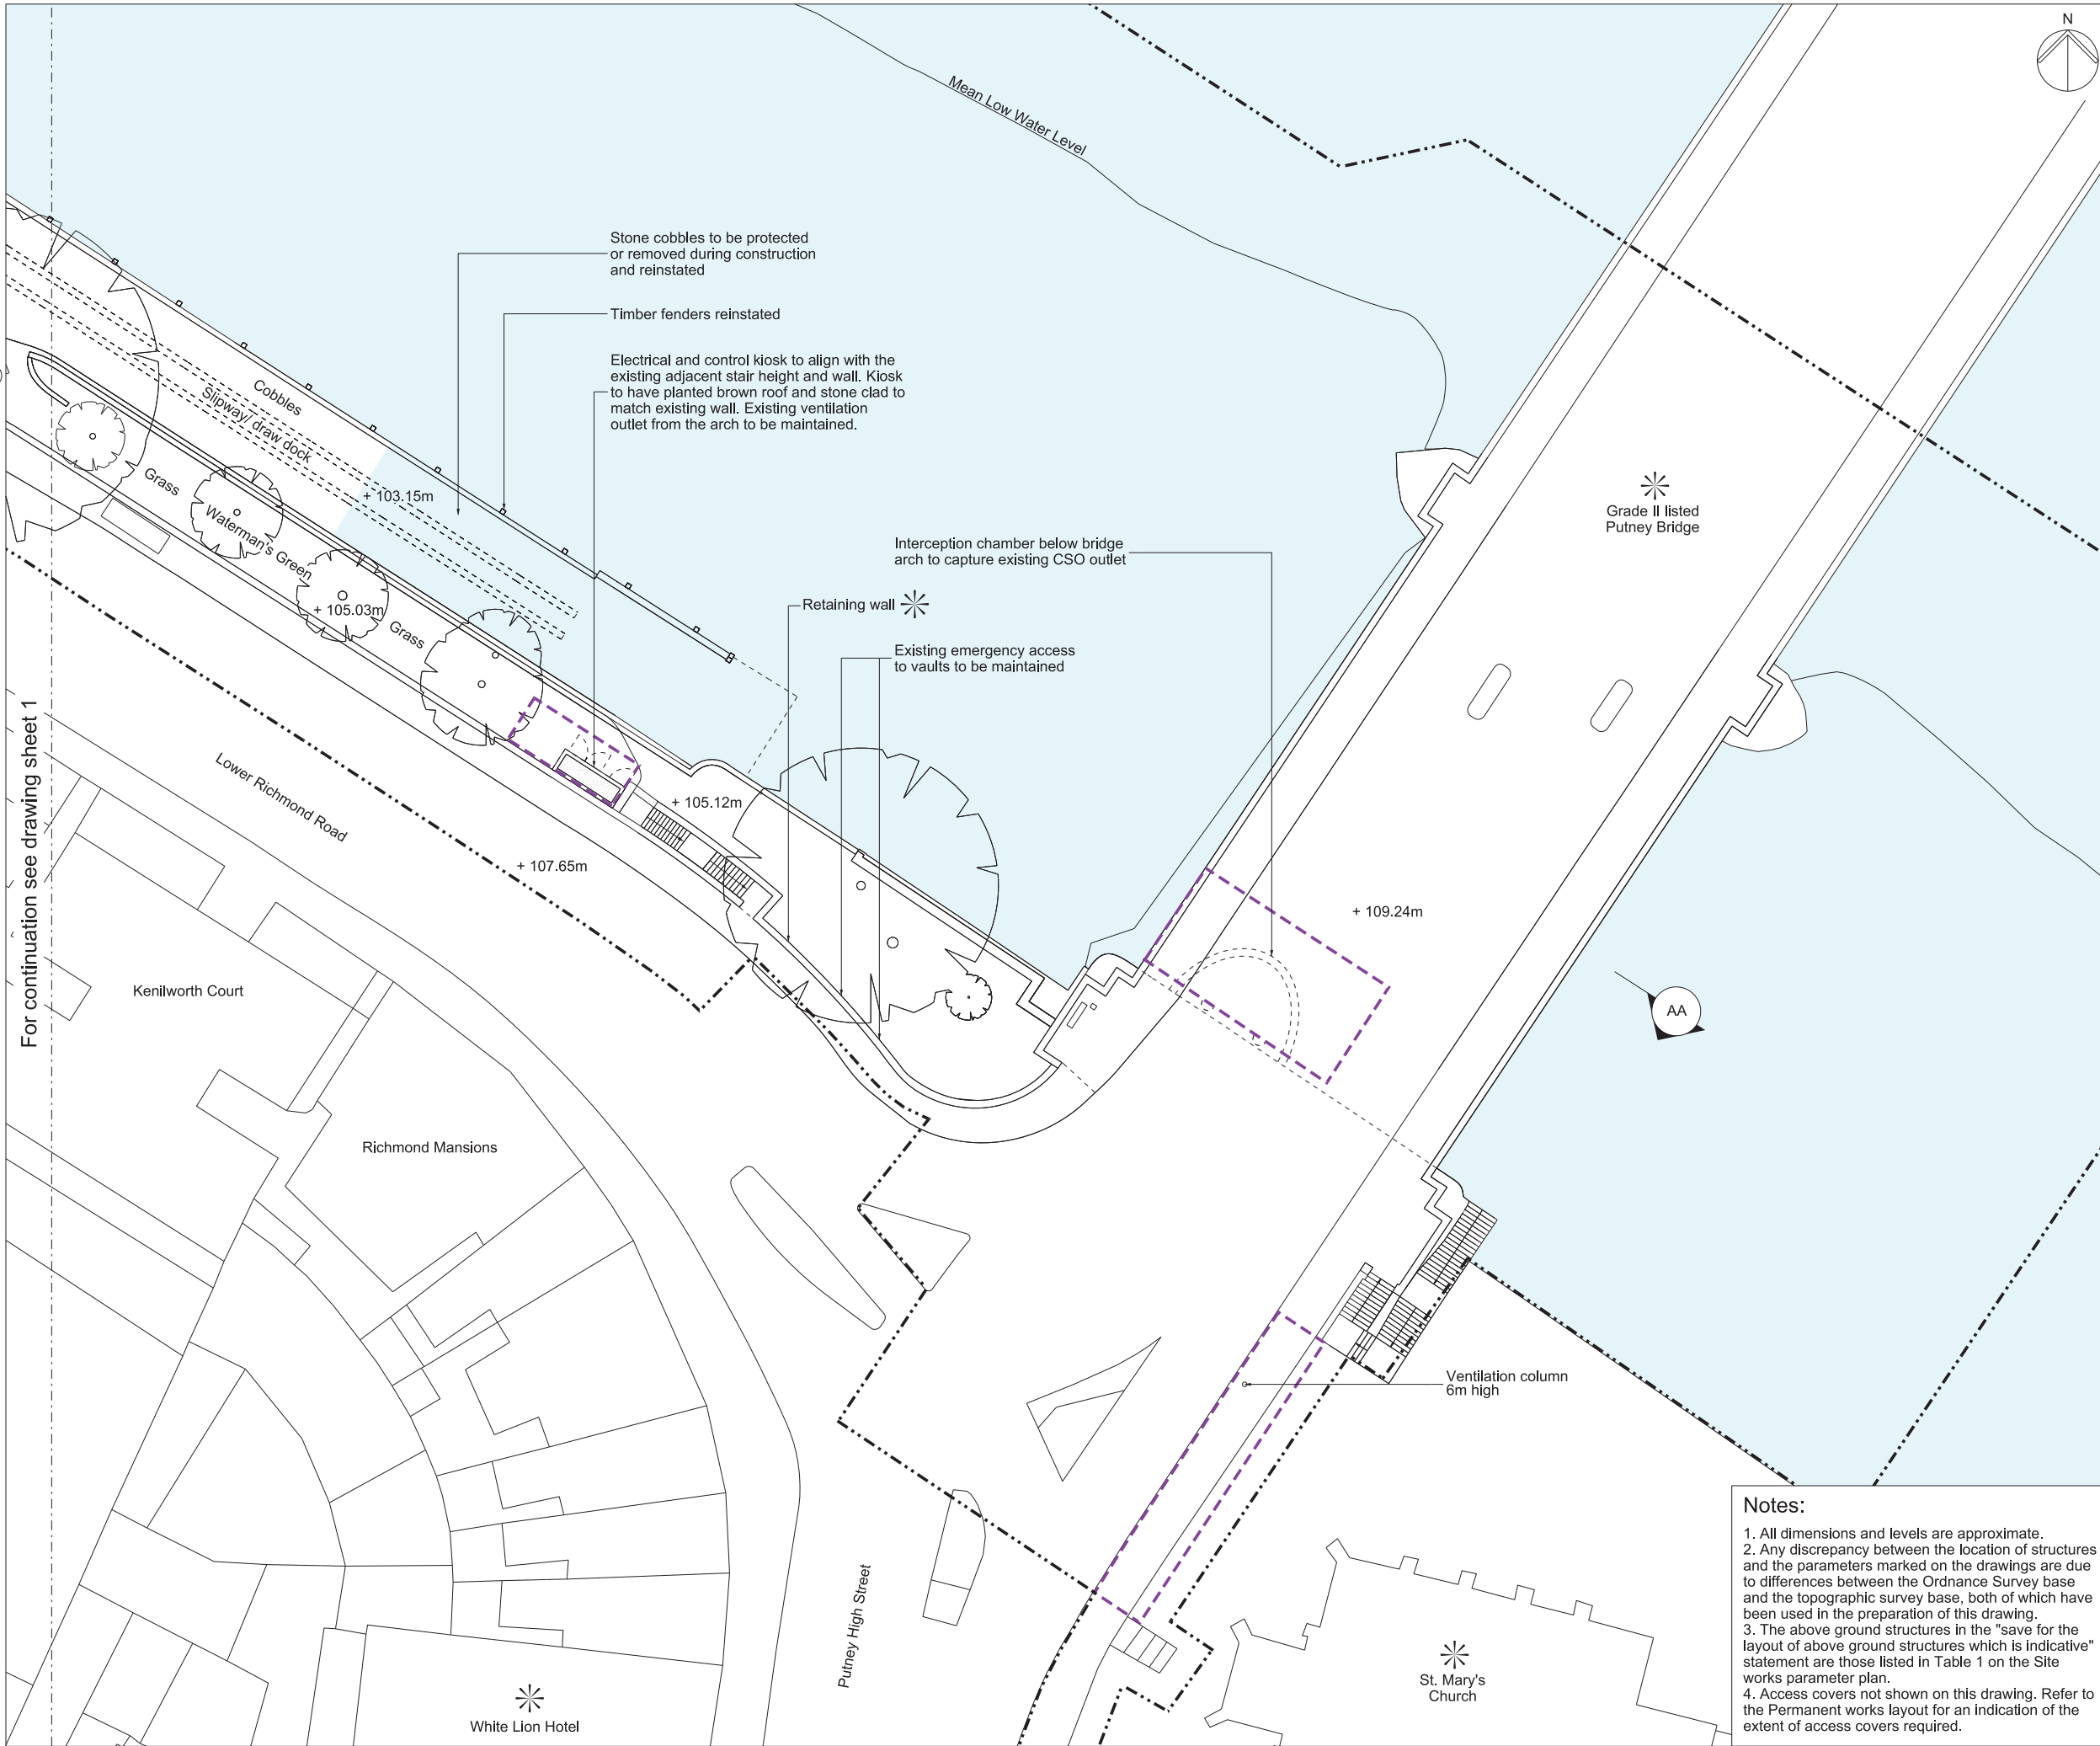 N
Mean Low Water Level
Stone cobbles to be protected
or removed during construction
and reinstated
Timber fenders reinstated
Electrical and control kiosk to align with the
existing adjacent stair height and wall. Kiosk
to have planted brown roof and stone clad to
match existing wall. Existing ventilation
outlet from the arch to be maintained.
Cobbles
Slipway/ draw dock
Grass
+ 103.15m
Waterman's Green
Grade II listed
Putney Bridge
Interception chamber below bridge
arch to capture existing CSO outlet
Retaining wall
+ 105.03m
Grass
Existing emergency access
to vaults to be maintained
For continuation see drawing sheet 1
Lower Richmond Road
+ 105.12m
+ 107.65m
+ 109.24m
Kenilworth Court
AA
Richmond Mansions
Ventilation column
6m high
Putney High Street
St. Mary's
Church
White Lion Hotel
Notes:
1. All dimensions and levels are approximate.
2. Any discrepancy between the location of structures
and the parameters marked on the drawings are due
to differences between the Ordnance Survey base
and the topographic survey base, both of which have
been used in the preparation of this drawing.
3. The above ground structures in the "save for the
layout of above ground structures which is indicative"
statement are those listed in Table 1 on the Site
works parameter plan.
4. Access covers not shown on this drawing. Refer to
the Permanent works layout for an indication of the
extent of access covers required.